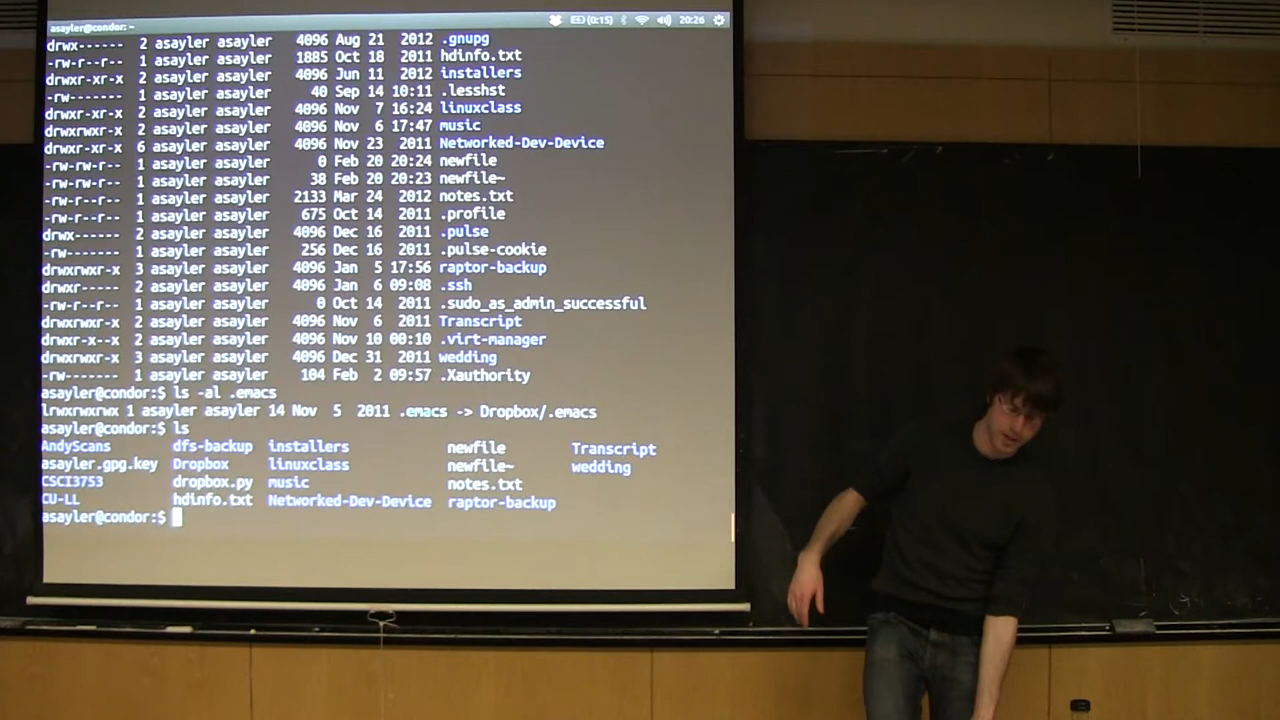 asayler@condor: ~ (0:15) 20:26
drwx------ 2 asayler asayler 4096 Aug 21 2012 .gnupg
-rw-r--r-- 1 asayler asayler 1885 Oct 18 2011 hdinfo.txt
drwxr-xr-x 2 asayler asayler 4096 Jun 11 2012 installers
-rw------- 1 asayler asayler 40 Sep 14 10:11 .lesshst
drwxr-xr-x 2 asayler asayler 4096 Nov 7 16:24 linuxclass
drwxrwxr-x 2 asayler asayler 4096 Nov 6 17:47 music
drwxr-xr-x 6 asayler asayler 4096 Nov 23 2011 Networked-Dev-Device
-rw-rw-r-- 1 asayler asayler 0 Feb 20 20:24 newfile
-rw-rw-r-- 1 asayler asayler 38 Feb 20 20:23 newfile~
-rw-r--r-- 1 asayler asayler 2133 Mar 24 2012 notes.txt
-rw-r--r-- 1 asayler asayler 675 Oct 14 2011 .profile
drwx------ 2 asayler asayler 4096 Dec 16 2011 .pulse
-rw------- 1 asayler asayler 256 Dec 16 2011 .pulse-cookie
drwxrwxr-x 3 asayler asayler 4096 Jan 5 17:56 raptor-backup
drwx------ 2 asayler asayler 4096 Jan 6 09:08 .ssh
-rw-r--r-- 1 asayler asayler 0 Oct 14 2011 .sudo_as_admin_successful
drwxrwxr-x 2 asayler asayler 4096 Nov 6 2011 Transcript
drwxr-x--x 2 asayler asayler 4096 Nov 10 00:10 .virt-manager
drwxrwxr-x 3 asayler asayler 4096 Dec 31 2011 wedding
-rw------- 1 asayler asayler 104 Feb 2 09:57 .Xauthority
asayler@condor:$ ls -al .emacs
lrwxrwxrwx 1 asayler asayler 14 Nov 5 2011 .emacs -> Dropbox/.emacs
asayler@condor:$ ls
AndyScans dfs-backup installers newfile Transcript
asayler.gpg.key Dropbox linuxclass newfile~ wedding
CSCI3753 dropbox.py music notes.txt
CU-LL hdinfo.txt Networked-Dev-Device raptor-backup
asayler@condor:$